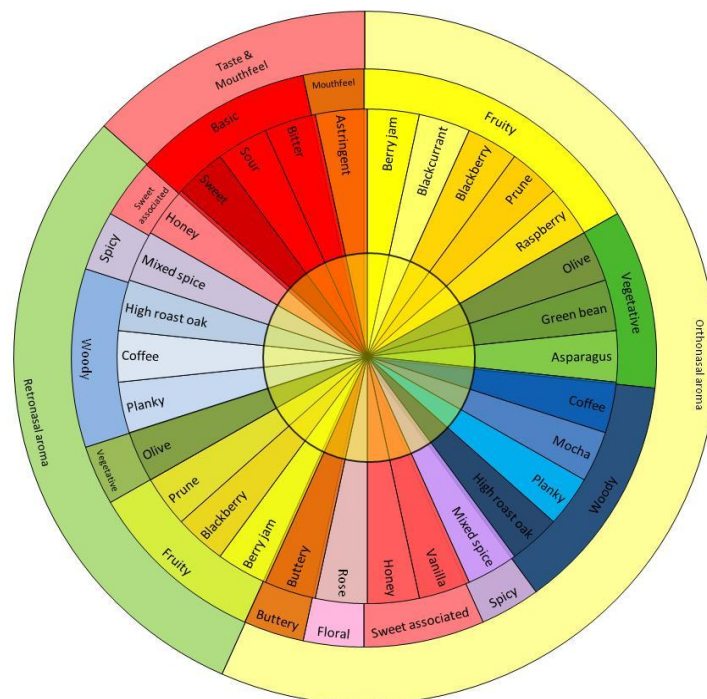 Taste &
Mouthfeel
Basic
Mouthfeel
Sweet
Sour
Bitter
Astringent
Orthonasal aroma
Fruity
Berry jam
Blackcurrant
Blackberry
Prune
Raspberry
Vegetative
Olive
Green bean
Asparagus
Woody
Coffee
Mocha
Planky
High roast oak
Spicy
Mixed spice
Sweet associated
Vanilla
Honey
Floral
Rose
Buttery
Buttery
Retronasal aroma
Fruity
Berry jam
Blackberry
Prune
Vegetative
Olive
Woody
Planky
Coffee
High roast oak
Spicy
Mixed spice
Sweet
associated
Honey